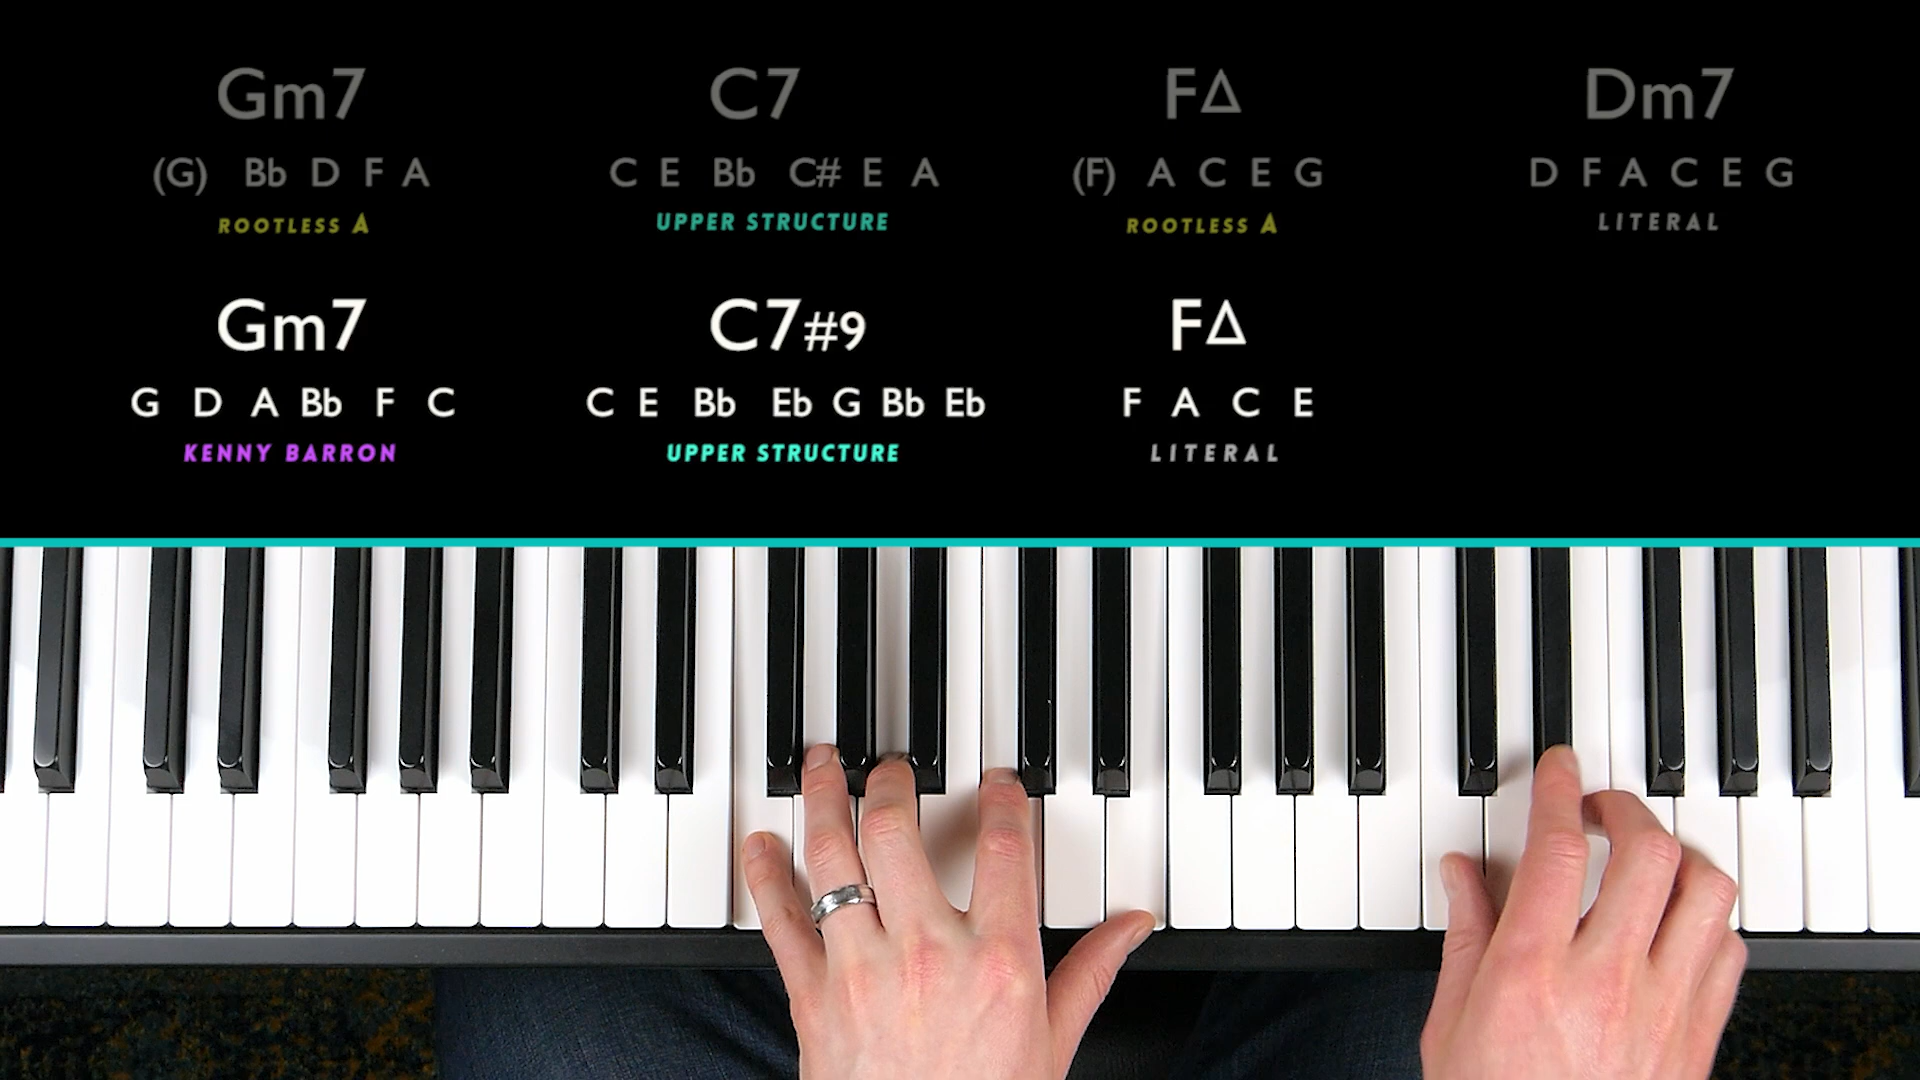 Gm7 C7 F△ Dm7
(G) Bb D F A C E Bb C# E A (F) A C E G D F A C E G
ROOTLESS A UPPER STRUCTURE ROOTLESS A LITERAL
Gm7 C7#9 F△
G D A Bb F C C E Bb Eb G Bb Eb F A C E
KENNY BARRON UPPER STRUCTURE LITERAL